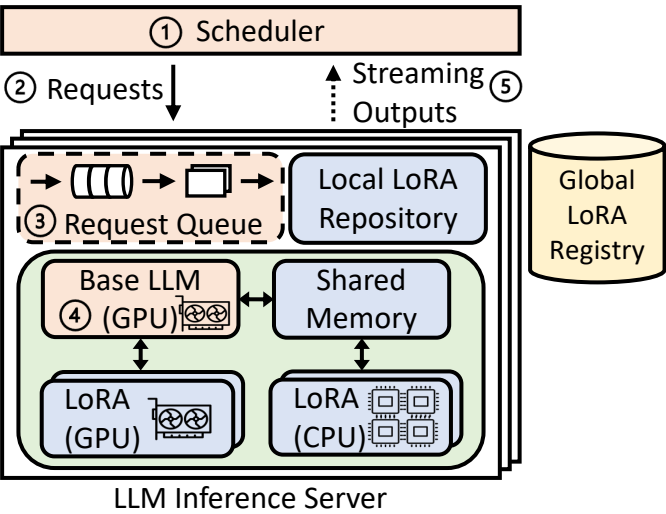 ① Scheduler
② Requests
Streaming ⑤
Outputs
③ Request Queue
Local LoRA
Repository
Global
LoRA
Registry
Base LLM
④ (GPU)
Shared
Memory
LoRA
(GPU)
LoRA
(CPU)
LLM Inference Server